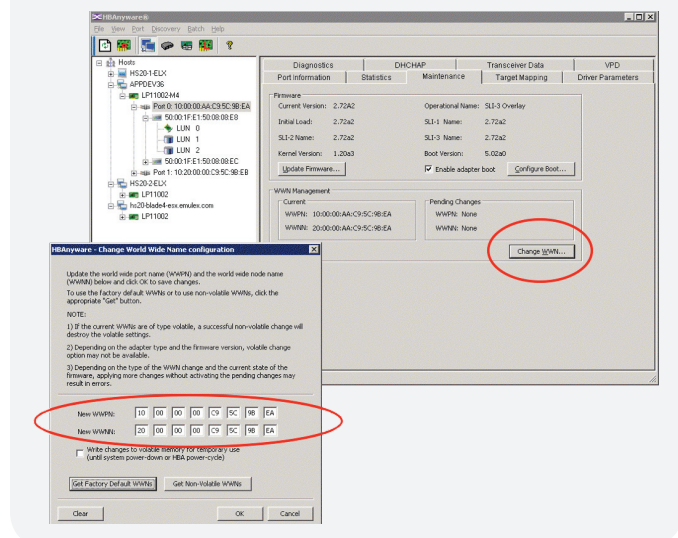 HBAnyware®
File View Port Discovery Batch Help
Hosts
HS20-1-ELX
APPDEV36
LP11002-M4
Port 0: 10:00:00:AA:C9:5C:9B:EA
50:00:1F:E1:50:08:08:E8
LUN 0
LUN 1
LUN 2
50:00:1F:E1:50:08:08:EC
Port 1: 10:20:00:00:C9:5C:9B:EB
HS20-2-ELX
LP11002
hs20-blade4-esx.emulex.com
LP11002
Diagnostics DHCHAP Transceiver Data VPD
Port Information Statistics Maintenance Target Mapping Driver Parameters
Firmware
Current Version: 2.72A2 Operational Name: SLI-3 Overlay
Initial Load: 2.72a2 SLI-1 Name: 2.72a2
SLI-2 Name: 2.72a2 SLI-3 Name: 2.72a2
Kernel Version: 1.20a3 Boot Version: 5.02a0
Update Firmware... Enable adapter boot Configure Boot...
WWN Management
Current Pending Changes
WWPN: 10:00:00:AA:C9:5C:9B:EA WWPN: None
WWNN: 20:00:00:AA:C9:5C:9B:EA WWNN: None
Change WWN...
HBAnyware - Change World Wide Name configuration
Update the world wide port name (WWPN) and the world wide node name
(WWNN) below and click OK to save changes.
To use the factory default WWNs or to use non-volatile WWNs, click the
appropriate "Get" button.
NOTE:
1) If the current WWNs are of type volatile, a successful non-volatile change will
destroy the volatile settings.
2) Depending on the adapter type and the firmware version, volatile change
option may not be available.
3) Depending on the type of the WWN change and the current state of the
firmware, applying more changes without activating the pending changes may
result in errors.
New WWPN: 10 00 00 00 C9 5C 9B EA
New WWNN: 20 00 00 00 C9 5C 9B EA
Write changes to volatile memory for temporary use
(until system power-down or HBA power-cycle)
Get Factory Default WWNs Get Non-Volatile WWNs
Clear OK Cancel